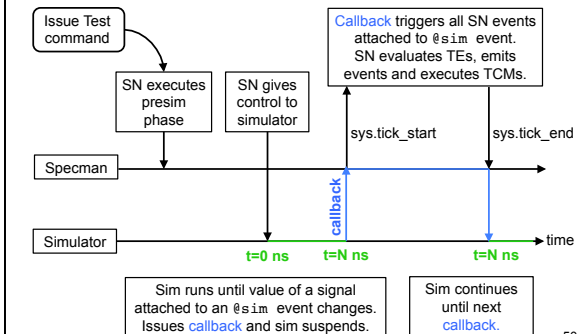 Issue Test
command
Callback triggers all SN events
attached to @sim event.
SN evaluates TEs, emits
events and executes TCMs.
SN executes
presim
phase
SN gives
control to
simulator
sys.tick_start
sys.tick_end
Specman
callback
Simulator
time
t=0 ns
t=N ns
t=N ns
Sim runs until value of a signal
attached to an @sim event changes.
Issues callback and sim suspends.
Sim continues
until next
callback.